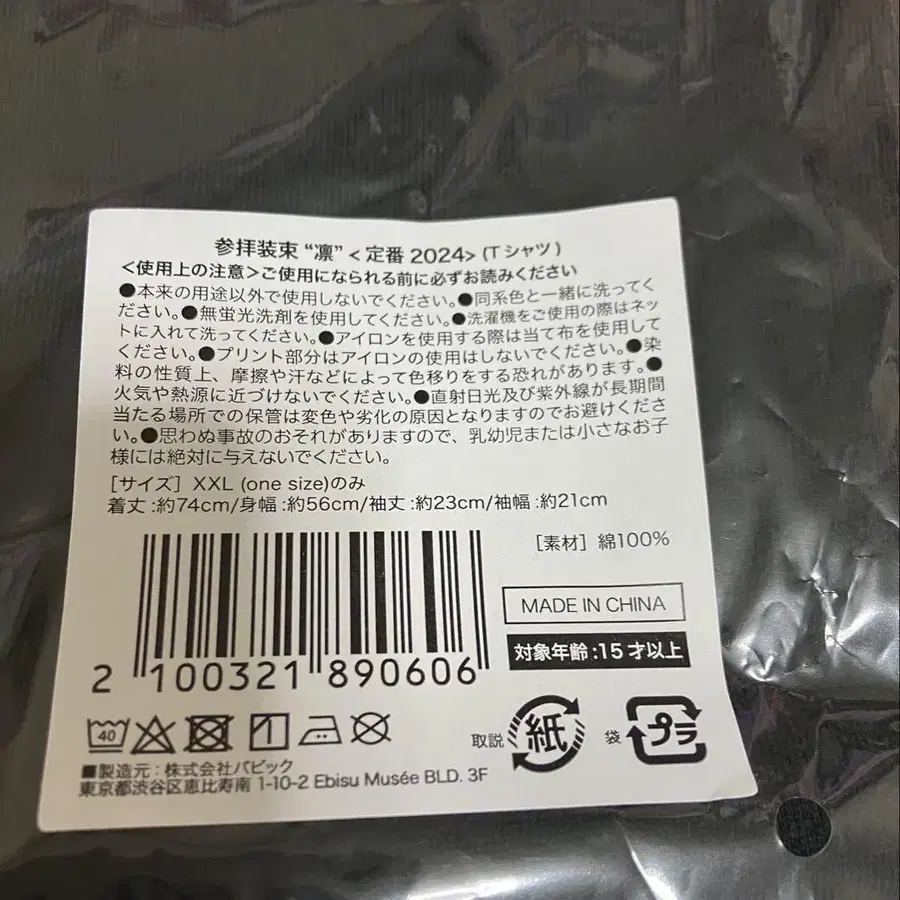 参拝装束 “凛” <定番 2024> (Tシャツ)
<使用上の注意>ご使用になられる前に必ずお読みください
●本来の用途以外で使用しないでください。●同系色と一緒に洗ってく
ださい。●無蛍光洗剤を使用してください。●洗濯機をご使用の際はネッ
トに入れて洗ってください。●アイロンを使用する際は当て布を使用して
ください。●プリント部分はアイロンの使用はしないでください。●染
料の性質上、摩擦や汗などによって色移りをする恐れがあります。●
火気や熱源に近づけないでください。●直射日光及び紫外線が長期間
当たる場所での保管は変色や劣化の原因となりますのでお避けくださ
い。●思わぬ事故のおそれがありますので、乳幼児または小さなお子
様には絶対に与えないでください。
[サイズ] XXL (one size)のみ
着丈:約74cm/身幅:約56cm/袖丈:約23cm/袖幅:約21cm
[素材] 綿100%
MADE IN CHINA
対象年齢:15才以上
2 100321 890606
40
取説 紙 袋 プラ
■製造元:株式会社バビック
東京都渋谷区恵比寿南 1-10-2 Ebisu Musée BLD. 3F